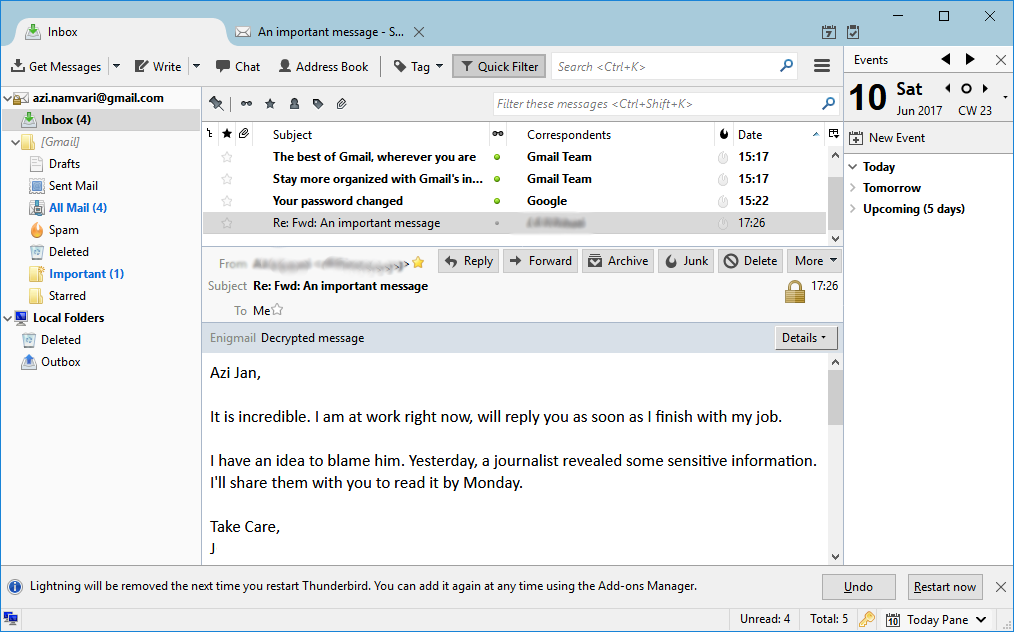 Inbox
An important message - S...
Get Messages Write Chat Address Book Tag Quick Filter Search <Ctrl+K>
Filter these messages <Ctrl+Shift+K>
azi.namvari@gmail.com
Inbox (4)
[Gmail]
Drafts
Sent Mail
All Mail (4)
Spam
Deleted
Important (1)
Starred
Local Folders
Deleted
Outbox
Subject Correspondents Date
The best of Gmail, wherever you are Gmail Team 15:17
Stay more organized with Gmail's in... Gmail Team 15:17
Your password changed Google 15:22
Re: Fwd: An important message 17:26
From
Reply Forward Archive Junk Delete More
Subject Re: Fwd: An important message 17:26
To Me
Enigmail Decrypted message Details
Azi Jan,
It is incredible. I am at work right now, will reply you as soon as I finish with my job.
I have an idea to blame him. Yesterday, a journalist revealed some sensitive information.
I'll share them with you to read it by Monday.
Take Care,
J
Events
10 Sat
Jun 2017 CW 23
New Event
Today
Tomorrow
Upcoming (5 days)
Lightning will be removed the next time you restart Thunderbird. You can add it again at any time using the Add-ons Manager. Undo Restart now
Unread: 4 Total: 5 10 Today Pane